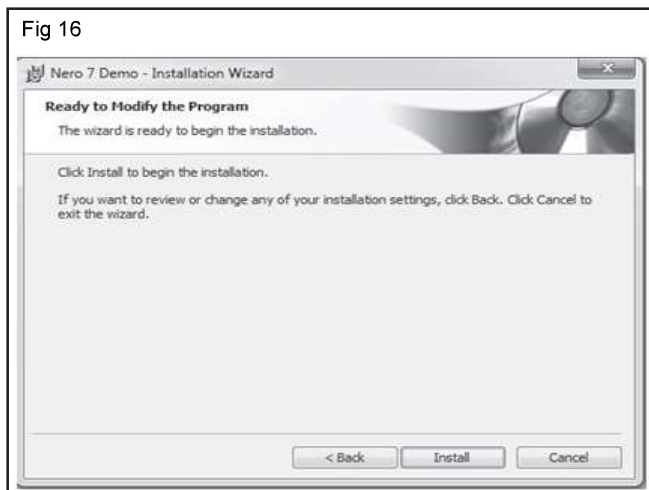 Fig 16
Nero 7 Demo - Installation Wizard
Ready to Modify the Program
The wizard is ready to begin the installation.
Click Install to begin the installation.
If you want to review or change any of your installation settings, click Back. Click Cancel to
exit the wizard.
< Back Install Cancel